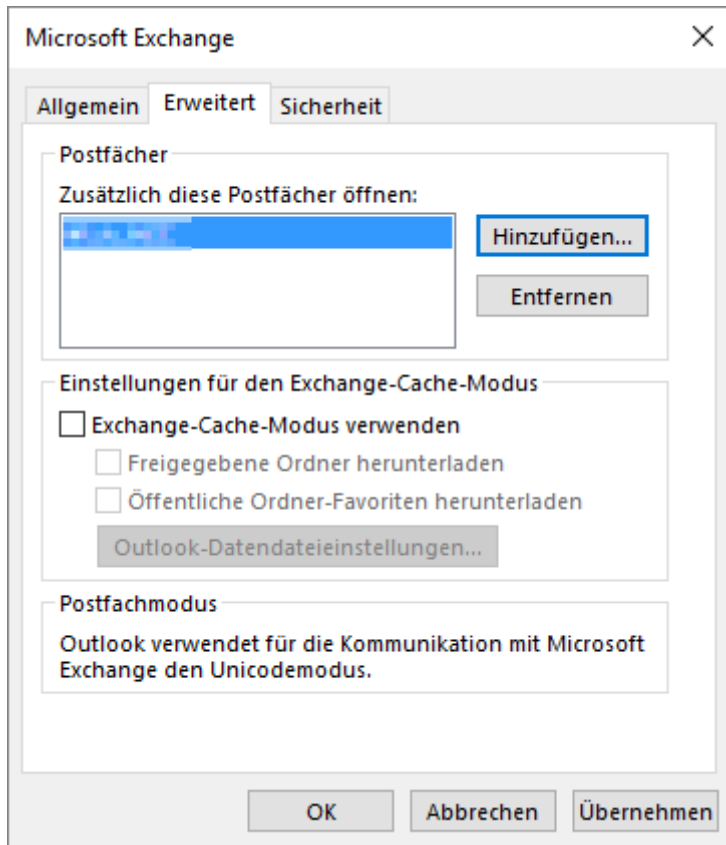 Microsoft Exchange
Allgemein Erweitert Sicherheit
Postfächer
Zusätzlich diese Postfächer öffnen:
Hinzufügen...
Entfernen
Einstellungen für den Exchange-Cache-Modus
Exchange-Cache-Modus verwenden
Freigegebene Ordner herunterladen
Öffentliche Ordner-Favoriten herunterladen
Outlook-Datendateieinstellungen...
Postfachmodus
Outlook verwendet für die Kommunikation mit Microsoft
Exchange den Unicodemodus.
OK Abbrechen Übernehmen